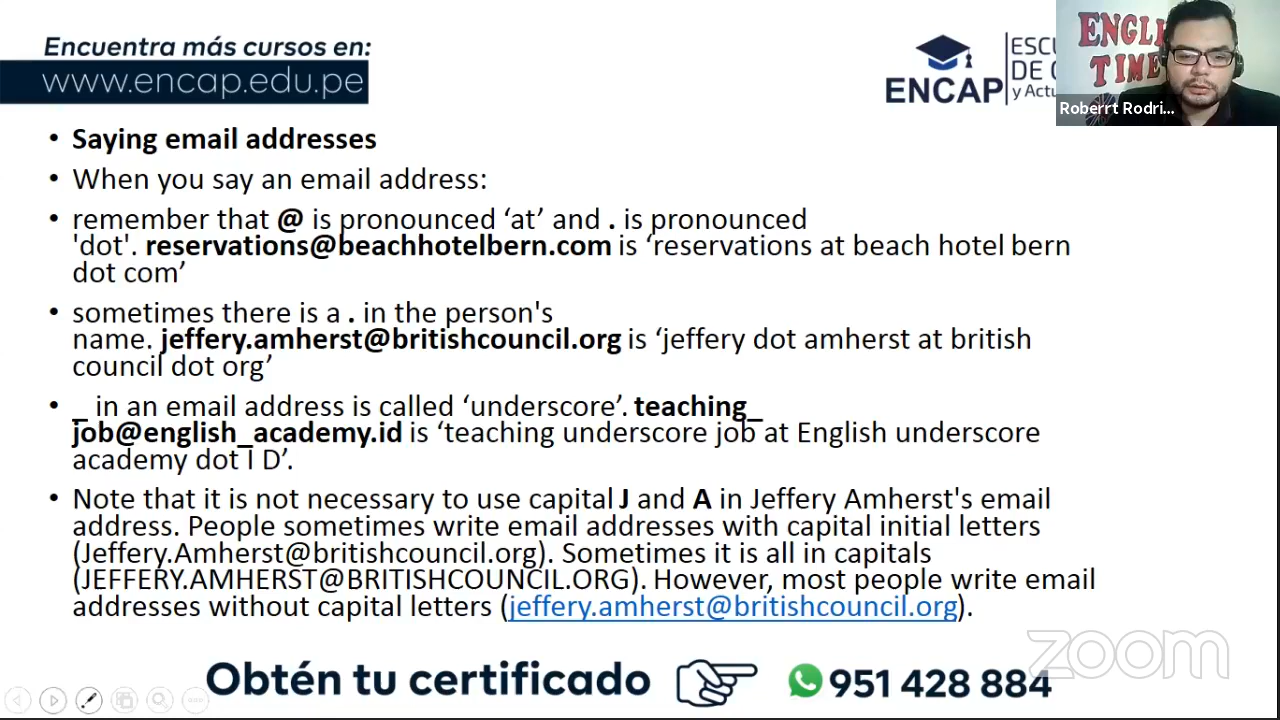 Encuentra más cursos en:
www.encap.edu.pe
ENCAP
DE
y Actu
ENGLI
TIME
Roberrt Rodri...
• Saying email addresses
• When you say an email address:
• remember that @ is pronounced ‘at’ and . is pronounced
'dot'. reservations@beachhotelbern.com is ‘reservations at beach hotel bern
dot com’
• sometimes there is a . in the person's
name. jeffery.amherst@britishcouncil.org is ‘jeffery dot amherst at british
council dot org’
• _ in an email address is called ‘underscore’. teaching_
job@english_academy.id is ‘teaching underscore job at English underscore
academy dot I D’.
• Note that it is not necessary to use capital J and A in Jeffery Amherst's email
address. People sometimes write email addresses with capital initial letters
(Jeffery.Amherst@britishcouncil.org). Sometimes it is all in capitals
(JEFFERY.AMHERST@BRITISHCOUNCIL.ORG). However, most people write email
addresses without capital letters (jeffery.amherst@britishcouncil.org).
zoom
Obtén tu certificado 951 428 884